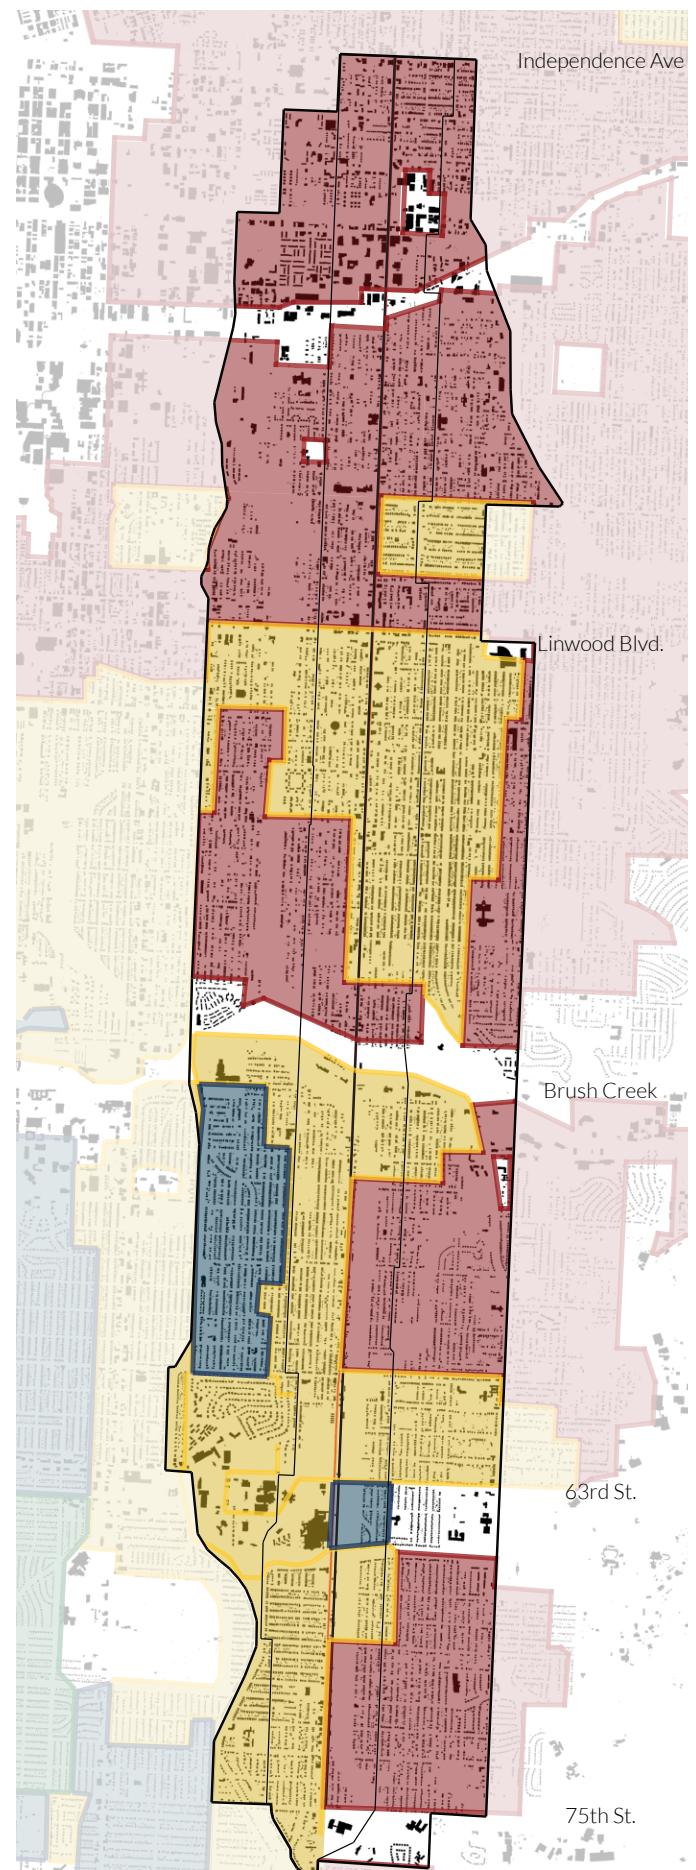 Independence Ave
Linwood Blvd.
Brush Creek
63rd St.
75th St.